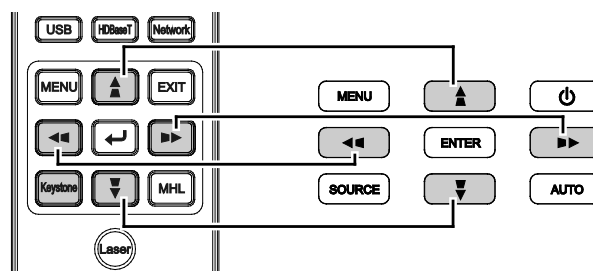 USB HDBaseT Network
MENU EXIT
MENU
ENTER
Keystone MHL
SOURCE AUTO
Laser